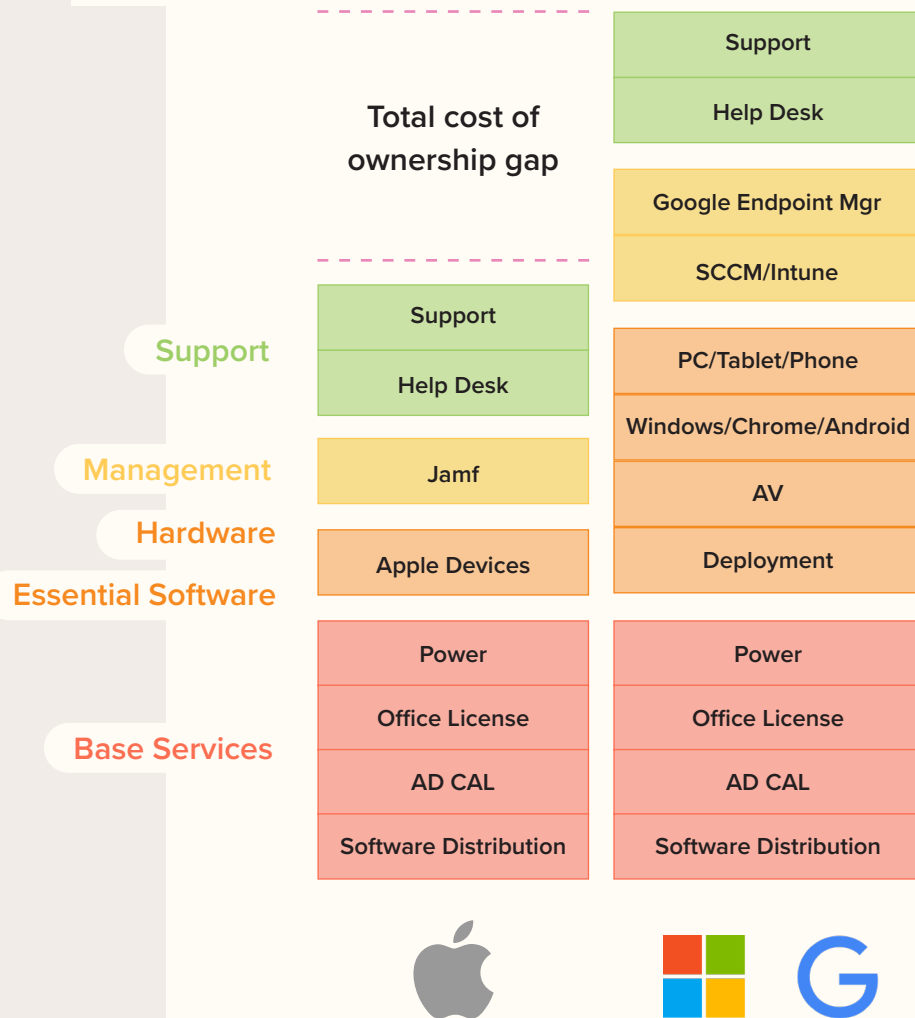 Total cost of
ownership gap
Support
Management
Hardware
Essential Software
Base Services
Support
Help Desk
Jamf
Apple Devices
Power
Office License
AD CAL
Software Distribution
Support
Help Desk
Google Endpoint Mgr
SCCM/Intune
PC/Tablet/Phone
Windows/Chrome/Android
AV
Deployment
Power
Office License
AD CAL
Software Distribution